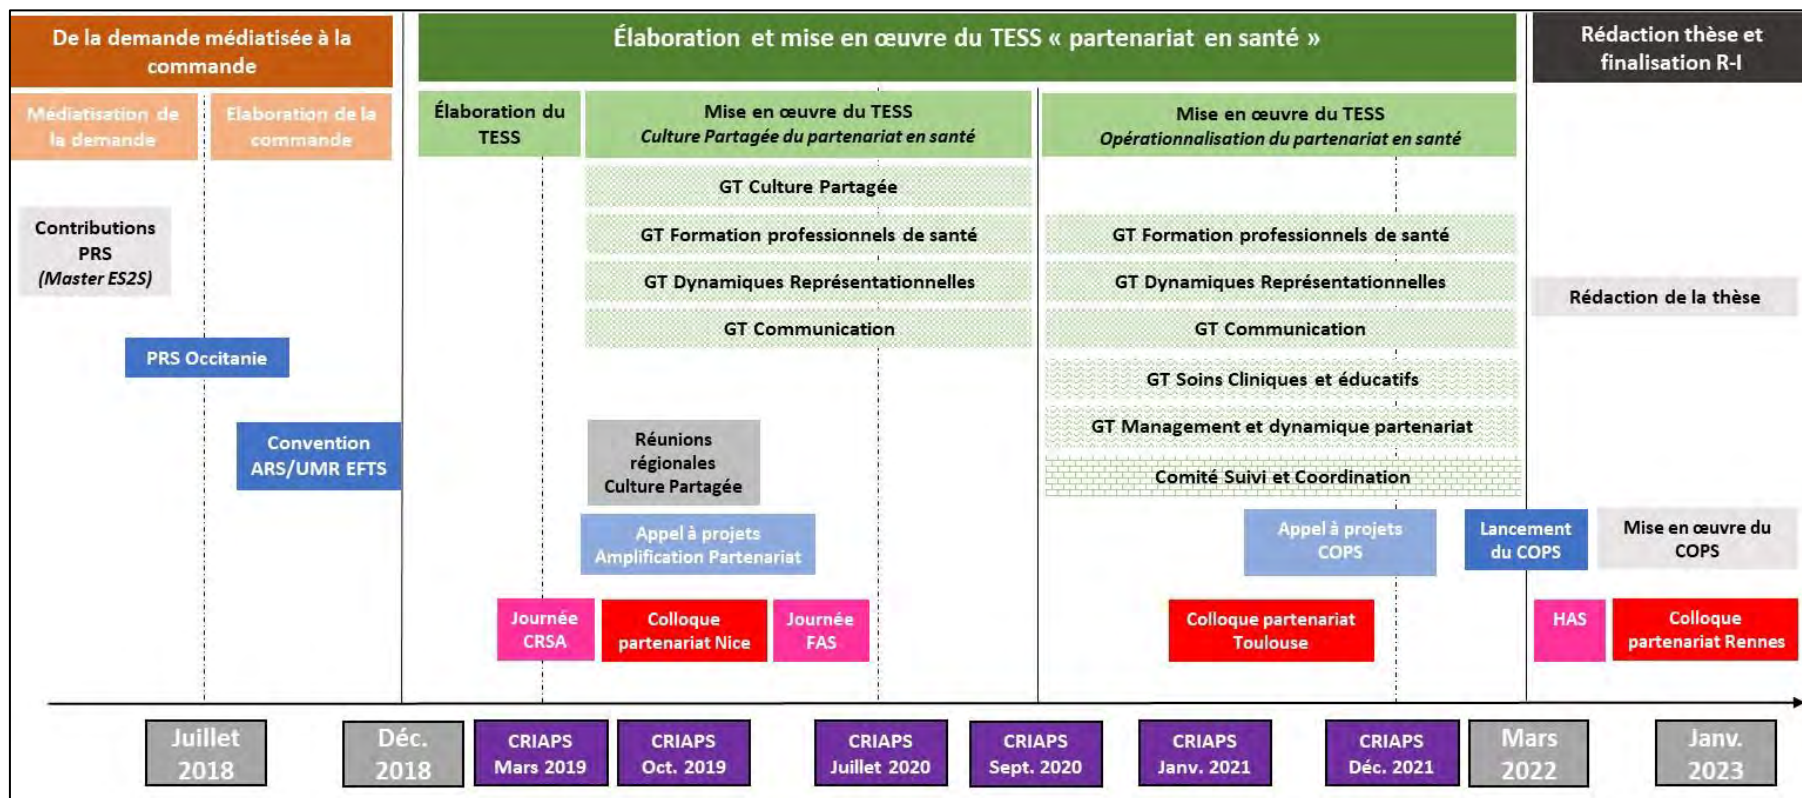 De la demande médiatisée à la
commande
Élaboration et mise en œuvre du TESS « partenariat en santé »
Rédaction thèse et
finalisation R-I
Médiatisation de
la demande
Elaboration de la
commande
Élaboration du
TESS
Mise en œuvre du TESS
Culture Partagée du partenariat en santé
Mise en œuvre du TESS
Opérationnalisation du partenariat en santé
GT Culture Partagée
Contributions
PRS
(Master ES2S)
GT Formation professionnels de santé
GT Formation professionnels de santé
GT Dynamiques Représentationnelles
GT Dynamiques Représentationnelles
Rédaction de la thèse
GT Communication
GT Communication
PRS Occitanie
GT Soins Cliniques et éducatifs
Convention
ARS/UMR EFTS
Réunions
régionales
Culture Partagée
GT Management et dynamique partenariat
Comité Suivi et Coordination
Appel à projets
Amplification Partenariat
Appel à projets
COPS
Lancement
du COPS
Mise en œuvre du
COPS
Journée
CRSA
Colloque
partenariat Nice
Journée
FAS
Colloque partenariat
Toulouse
HAS
Colloque
partenariat Rennes
Juillet
2018
Déc.
2018
CRIAPS
Mars 2019
CRIAPS
Oct. 2019
CRIAPS
Juillet 2020
CRIAPS
Sept. 2020
CRIAPS
Janv. 2021
CRIAPS
Déc. 2021
Mars
2022
Janv.
2023